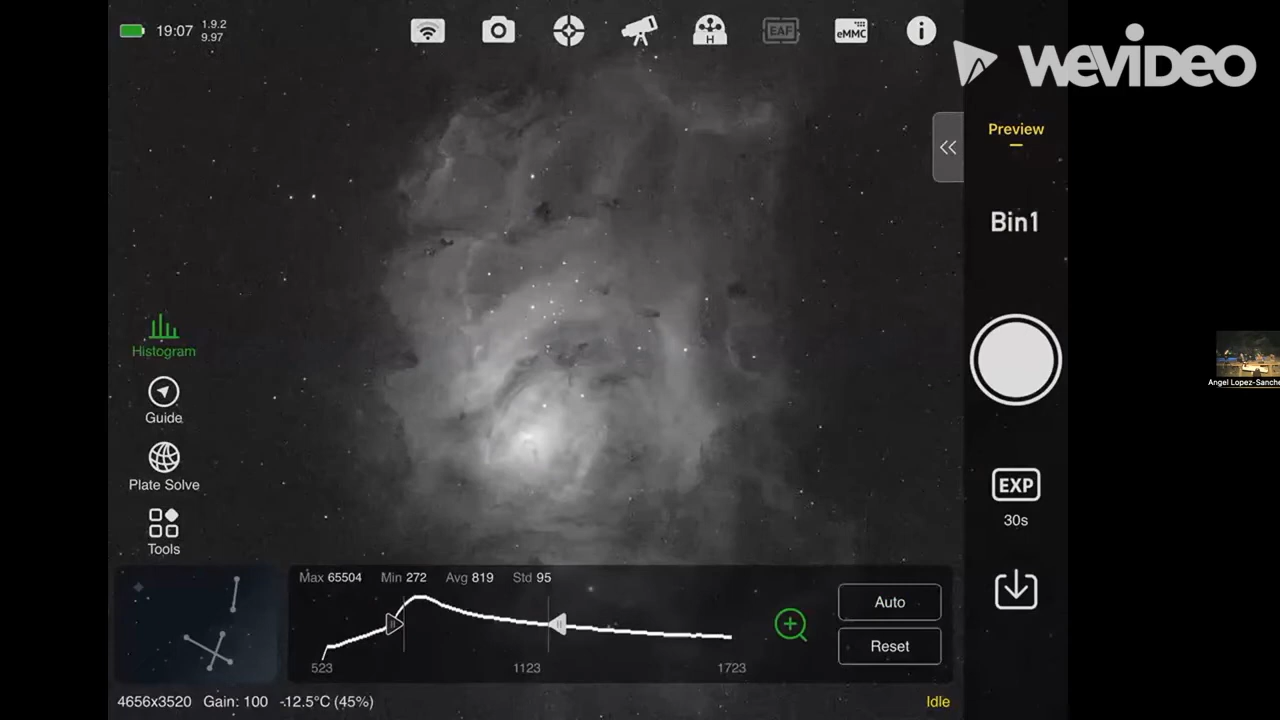 19:07
1.9.2
9.97
H
EAF
eMMC
i
WEVIDEO
Preview
Bin1
Histogram
Guide
Plate Solve
Tools
EXP
30s
Angel Lopez-Sanche
Max 65504 Min 272 Avg 819 Std 95
Auto
Reset
523 1123 1723
4656x3520 Gain: 100 -12.5°C (45%)
Idle